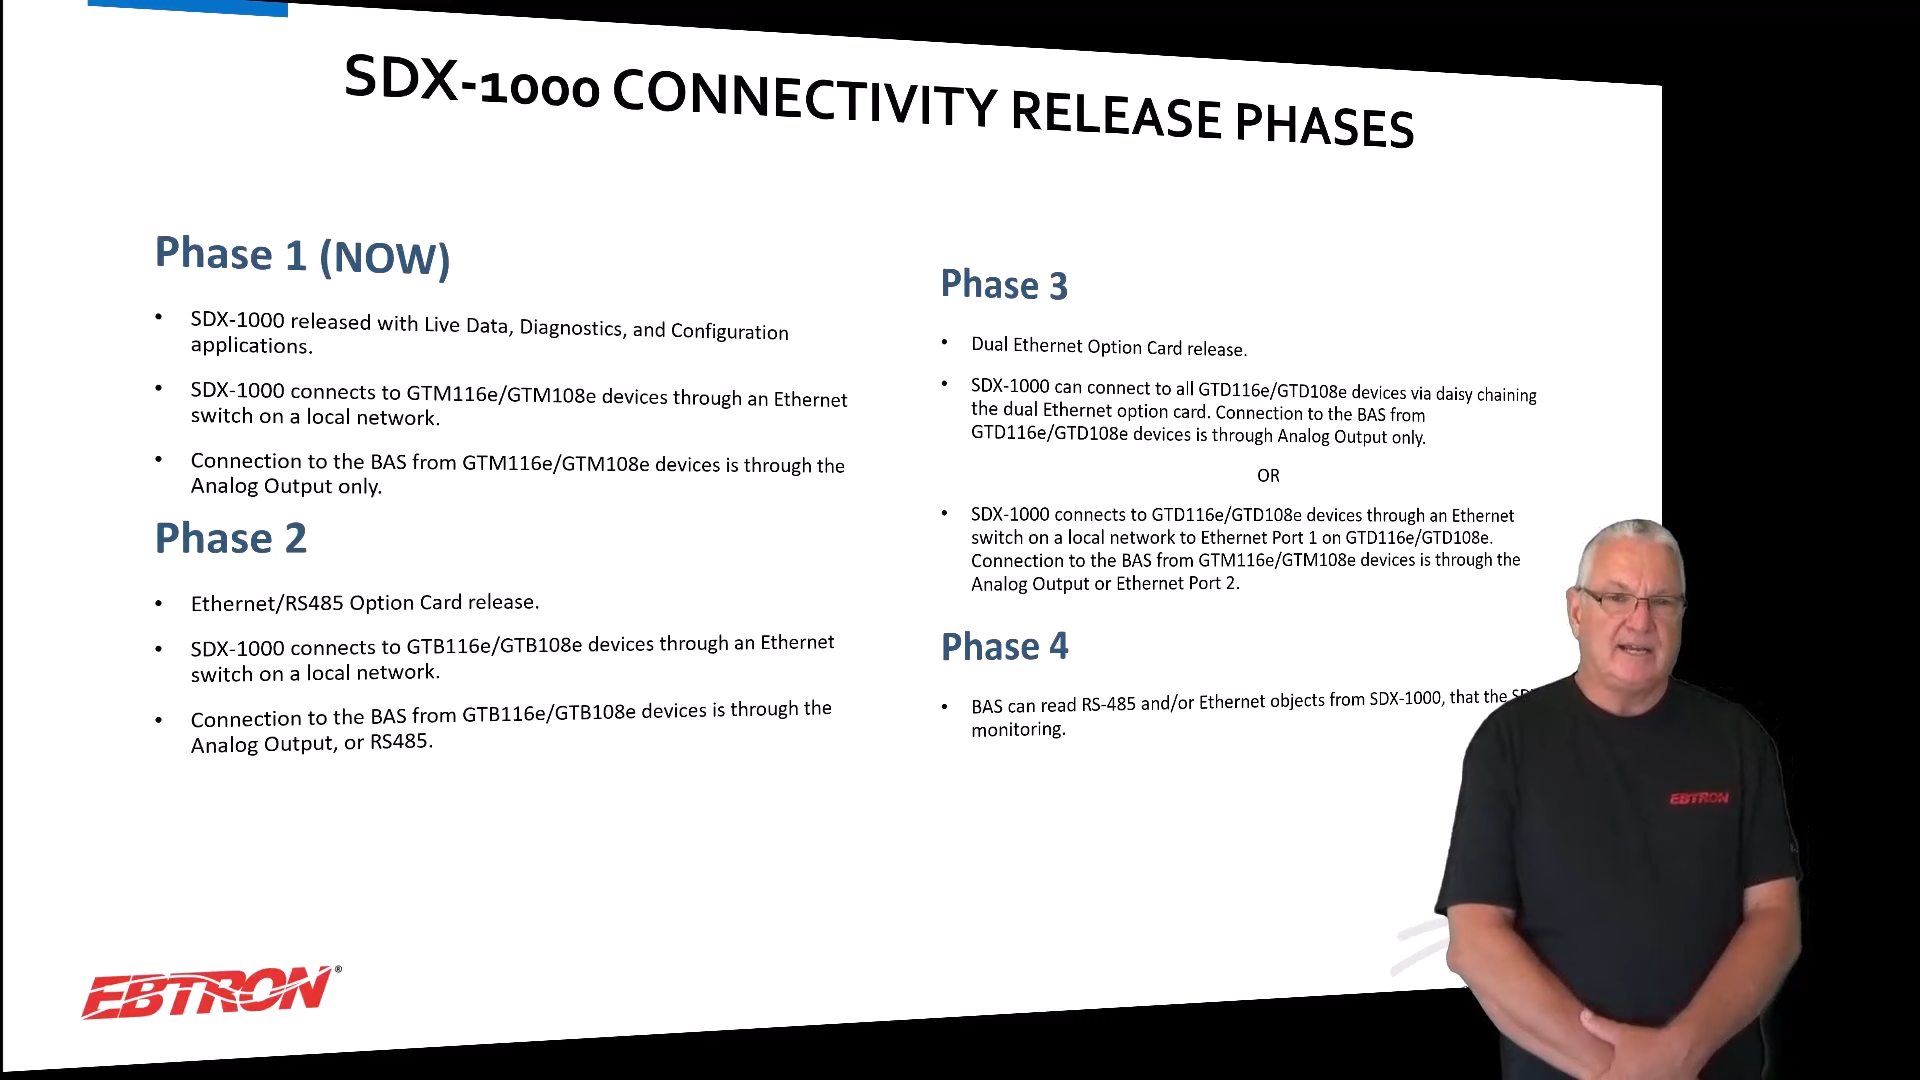 SDX-1000 CONNECTIVITY RELEASE PHASES
Phase 1 (NOW)
• SDX-1000 released with Live Data, Diagnostics, and Configuration
applications.
• SDX-1000 connects to GTM116e/GTM108e devices through an Ethernet
switch on a local network.
• Connection to the BAS from GTM116e/GTM108e devices is through the
Analog Output only.
Phase 2
• Ethernet/RS485 Option Card release.
• SDX-1000 connects to GTB116e/GTB108e devices through an Ethernet
switch on a local network.
• Connection to the BAS from GTB116e/GTB108e devices is through the
Analog Output, or RS485.
Phase 3
• Dual Ethernet Option Card release.
• SDX-1000 can connect to all GTD116e/GTD108e devices via daisy chaining
the dual Ethernet option card. Connection to the BAS from
GTD116e/GTD108e devices is through Analog Output only.
OR
• SDX-1000 connects to GTD116e/GTD108e devices through an Ethernet
switch on a local network to Ethernet Port 1 on GTD116e/GTD108e.
Connection to the BAS from GTM116e/GTM108e devices is through the
Analog Output or Ethernet Port 2.
Phase 4
• BAS can read RS-485 and/or Ethernet objects from SDX-1000, that the
monitoring.
EBTRON®
EBTRON